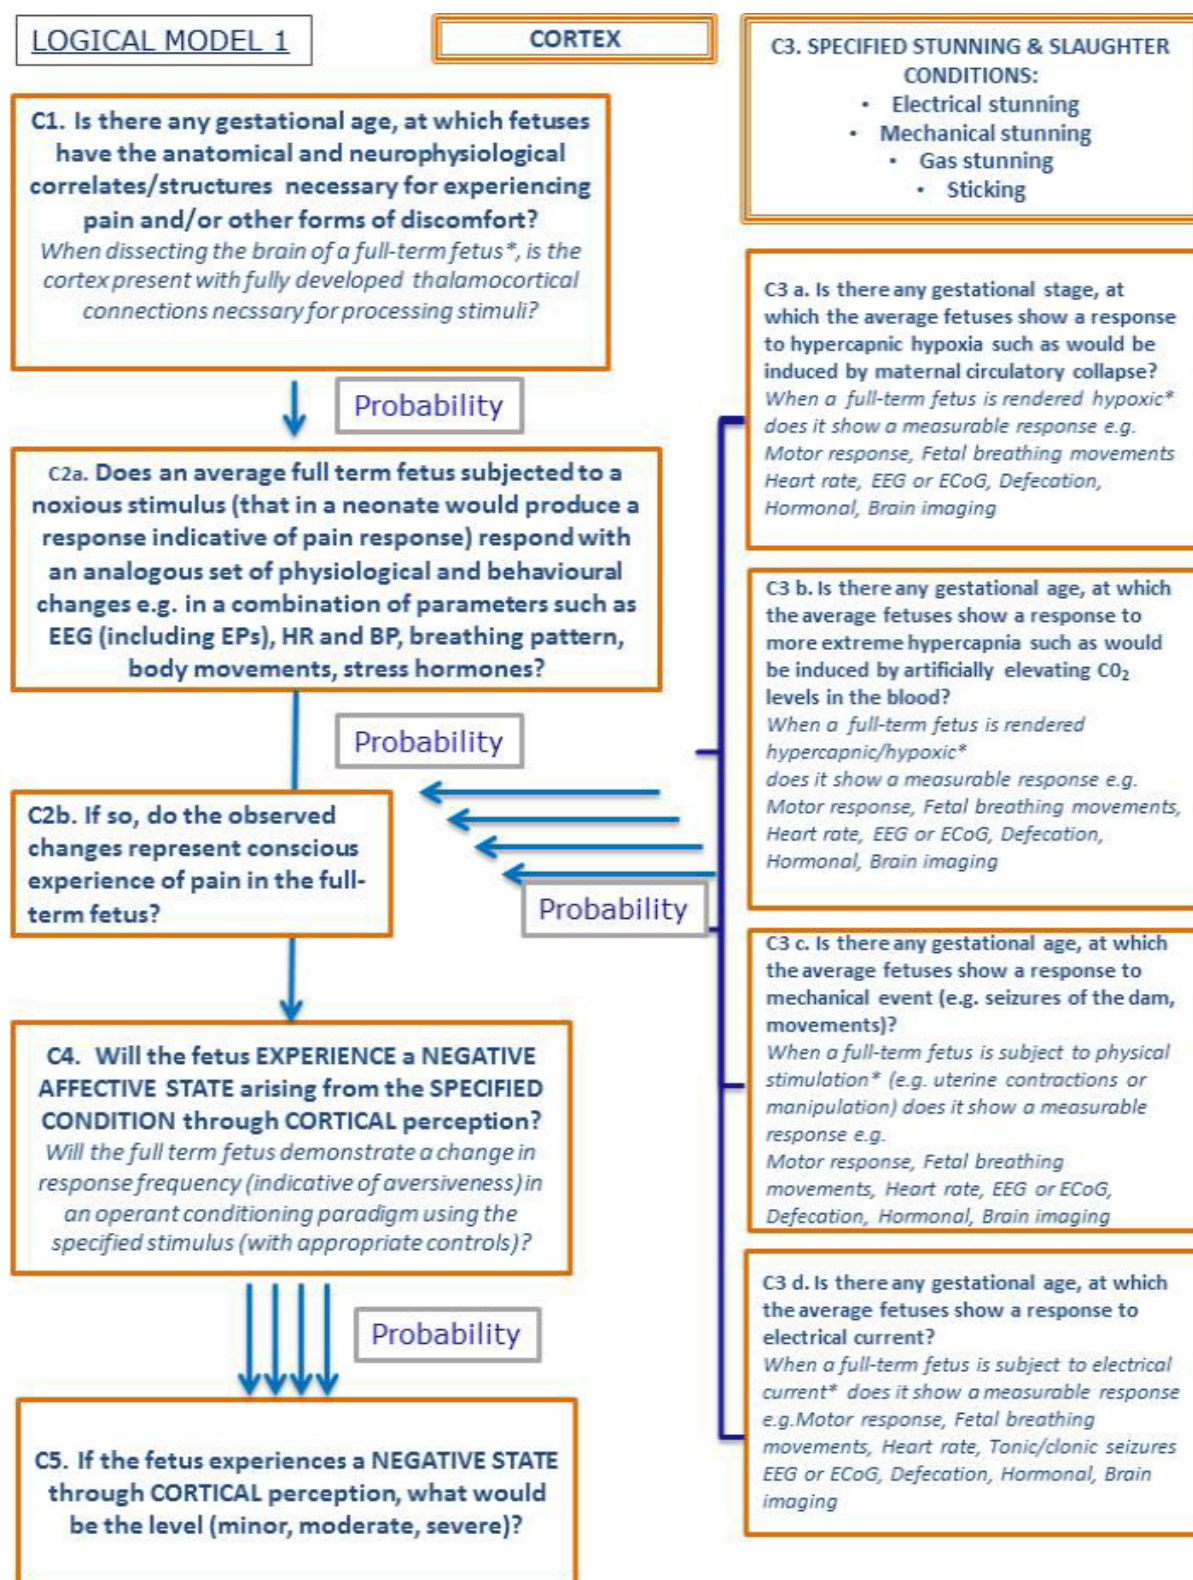 LOGICAL MODEL 1
CORTEX
C1. Is there any gestational age, at which fetuses
have the anatomical and neurophysiological
correlates/structures necessary for experiencing
pain and/or other forms of discomfort?
When dissecting the brain of a full-term fetus*, is the
cortex present with fully developed thalamocortical
connections necssary for processing stimuli?
Probability
C2a. Does an average full term fetus subjected to a
noxious stimulus (that in a neonate would produce a
response indicative of pain response) respond with
an analogous set of physiological and behavioural
changes e.g. in a combination of parameters such as
EEG (including EPs), HR and BP, breathing pattern,
body movements, stress hormones?
Probability
C2b. If so, do the observed
changes represent conscious
experience of pain in the full-
term fetus?
Probability
C4. Will the fetus EXPERIENCE a NEGATIVE
AFFECTIVE STATE arising from the SPECIFIED
CONDITION through CORTICAL perception?
Will the full term fetus demonstrate a change in
response frequency (indicative of aversiveness) in
an operant conditioning paradigm using the
specified stimulus (with appropriate controls)?
Probability
C5. If the fetus experiences a NEGATIVE STATE
through CORTICAL perception, what would
be the level (minor, moderate, severe)?
C3. SPECIFIED STUNNING & SLAUGHTER
CONDITIONS:
• Electrical stunning
• Mechanical stunning
• Gas stunning
• Sticking
C3 a. Is there any gestational stage, at
which the average fetuses show a response
to hypercapnic hypoxia such as would be
induced by maternal circulatory collapse?
When a full-term fetus is rendered hypoxic*
does it show a measurable response e.g.
Motor response, Fetal breathing movements
Heart rate, EEG or ECoG, Defecation,
Hormonal, Brain imaging
C3 b. Is there any gestational age, at which
the average fetuses show a response to
more extreme hypercapnia such as would
be induced by artificially elevating C0₂
levels in the blood?
When a full-term fetus is rendered
hypercapnic/hypoxic*
does it show a measurable response e.g.
Motor response, Fetal breathing movements,
Heart rate, EEG or ECoG, Defecation,
Hormonal, Brain imaging
C3 c. Is there any gestational age, at which
the average fetuses show a response to
mechanical event (e.g. seizures of the dam,
movements)?
When a full-term fetus is subject to physical
stimulation* (e.g. uterine contractions or
manipulation) does it show a measurable
response e.g.
Motor response, Fetal breathing
movements, Heart rate, EEG or ECoG,
Defecation, Hormonal, Brain imaging
C3 d. Is there any gestational age, at which
the average fetuses show a response to
electrical current?
When a full-term fetus is subject to electrical
current* does it show a measurable response
e.g.Motor response, Fetal breathing
movements, Heart rate, Tonic/clonic seizures
EEG or ECoG, Defecation, Hormonal, Brain
imaging